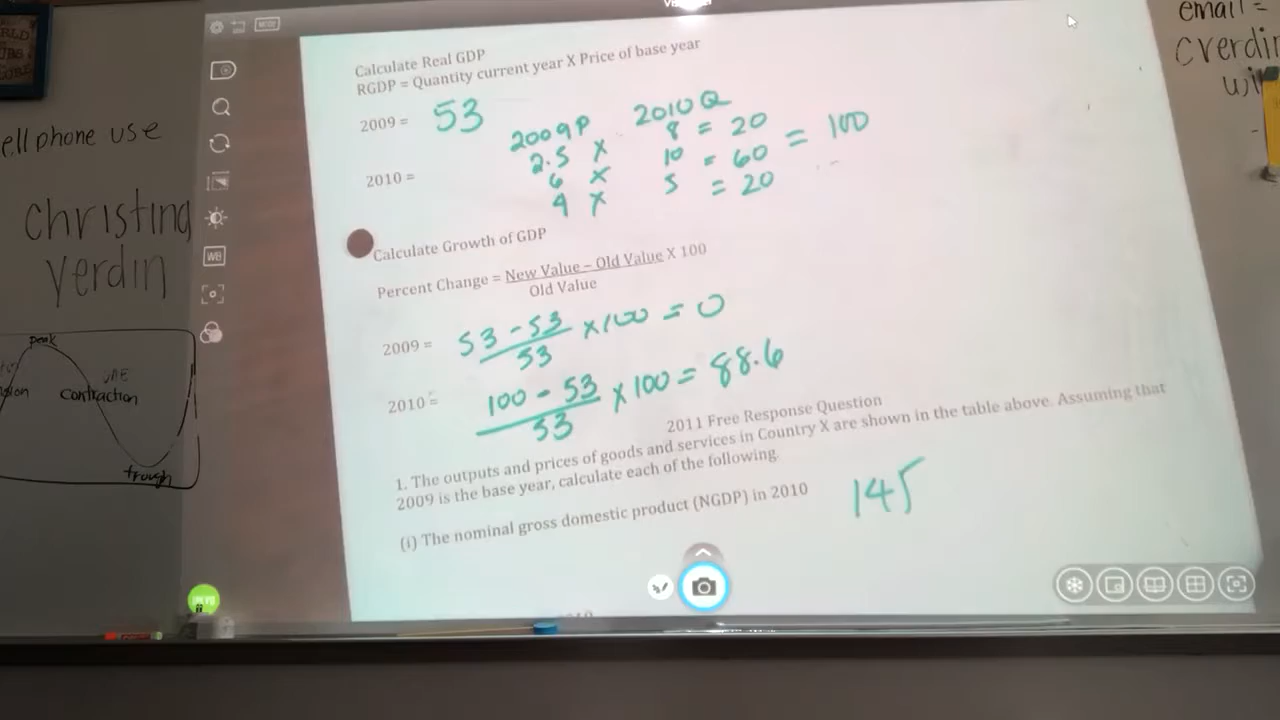 email =
cverdin
ell phone use
christina
verdin
peak
contraction
trough
MODE
WB
Calculate Real GDP
RGDP = Quantity current year X Price of base year
2009 = 53
2009P 2010Q
2.5 X 8 = 20
2010 = 6 X 10 = 60 = 100
4 X 5 = 20
Calculate Growth of GDP
Percent Change = New Value – Old Value X 100
Old Value
2009 = 53 - 53 X 100 = 0
53
2010 = 100 - 53 X 100 = 88.6
53
2011 Free Response Question
1. The outputs and prices of goods and services in Country X are shown in the table above. Assuming that
2009 is the base year, calculate each of the following.
(i) The nominal gross domestic product (NGDP) in 2010 145